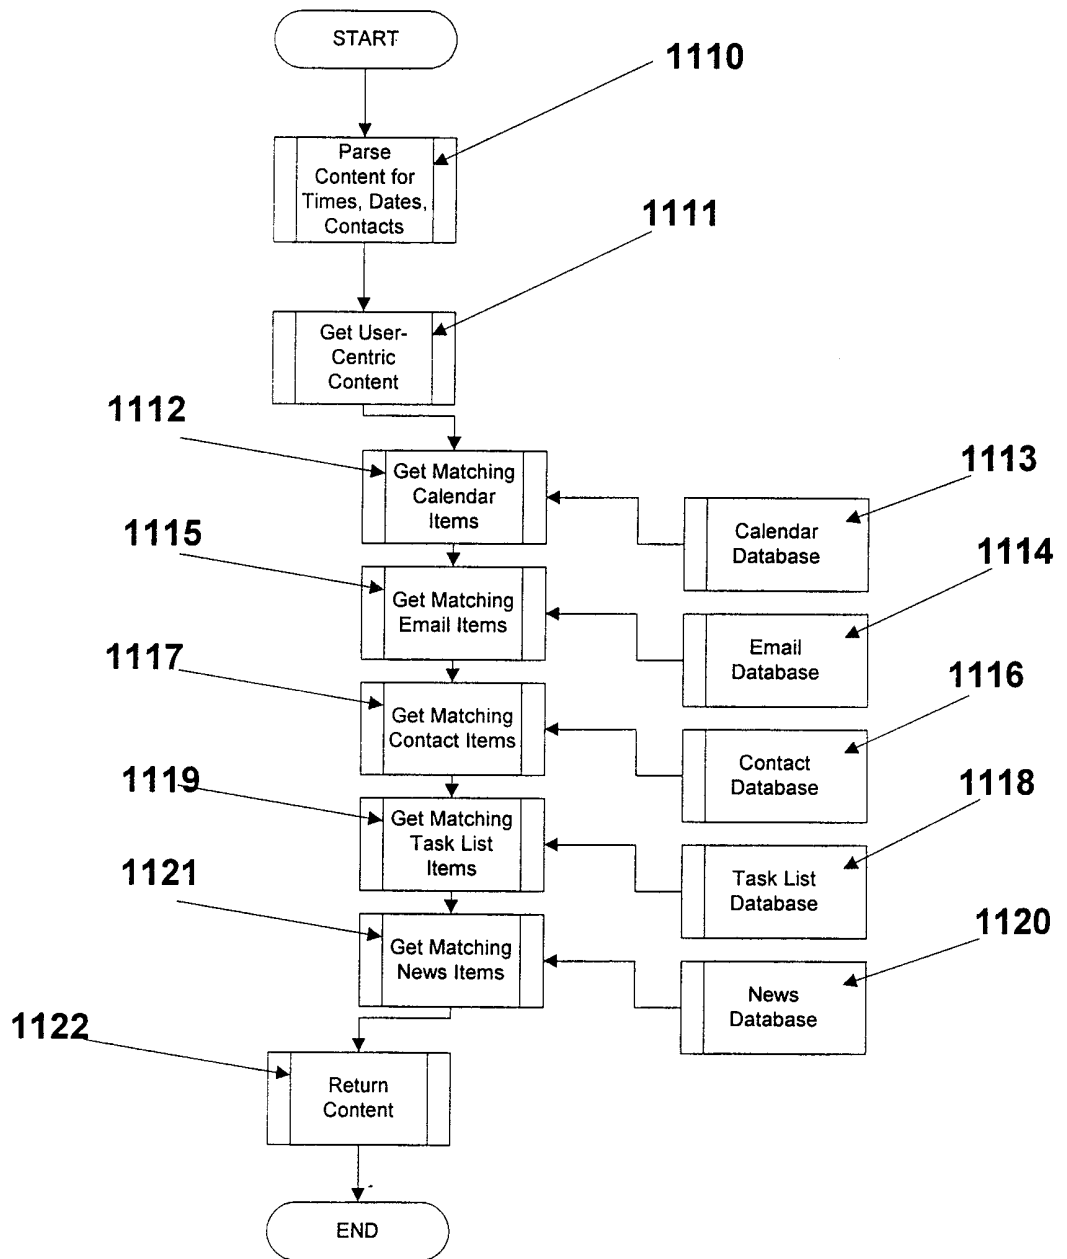 START
1110
Parse
Content for
Times, Dates,
Contacts
1111
Get User-
Centric
Content
1112
Get Matching
Calendar
Items
1113
Calendar
Database
1115
Get Matching
Email Items
1114
Email
Database
1117
Get Matching
Contact Items
1116
Contact
Database
1119
Get Matching
Task List
Items
1118
Task List
Database
1121
Get Matching
News Items
1120
News
Database
1122
Return
Content
END